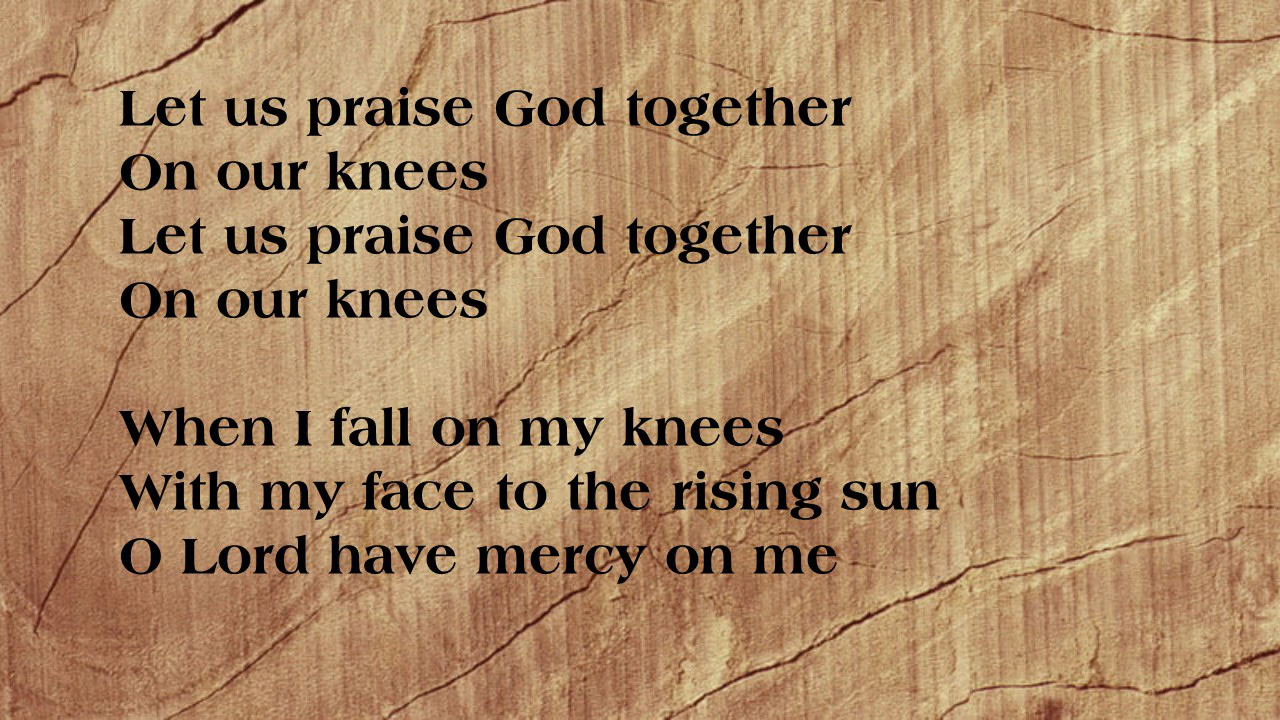 Let us praise God together
On our knees
Let us praise God together
On our knees
When I fall on my knees
With my face to the rising sun
O Lord have mercy on me